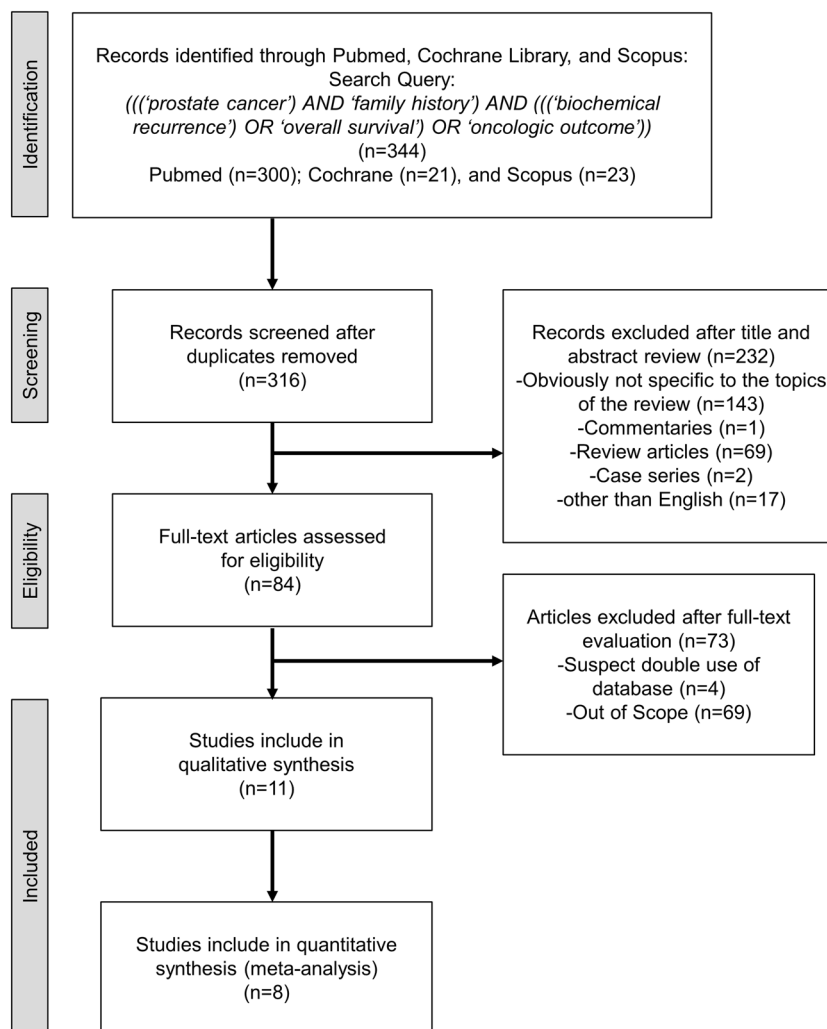 Identification
Records identified through Pubmed, Cochrane Library, and Scopus:
Search Query:
(((‘prostate cancer’) AND ‘family history’) AND (((‘biochemical
recurrence’) OR ‘overall survival’) OR ‘oncologic outcome’))
(n=344)
Pubmed (n=300); Cochrane (n=21), and Scopus (n=23)
Screening
Records screened after
duplicates removed
(n=316)
Records excluded after title and
abstract review (n=232)
-Obviously not specific to the topics
of the review (n=143)
-Commentaries (n=1)
-Review articles (n=69)
-Case series (n=2)
-other than English (n=17)
Eligibility
Full-text articles assessed
for eligibility
(n=84)
Articles excluded after full-text
evaluation (n=73)
-Suspect double use of
database (n=4)
-Out of Scope (n=69)
Included
Studies include in
qualitative synthesis
(n=11)
Studies include in quantitative
synthesis (meta-analysis)
(n=8)